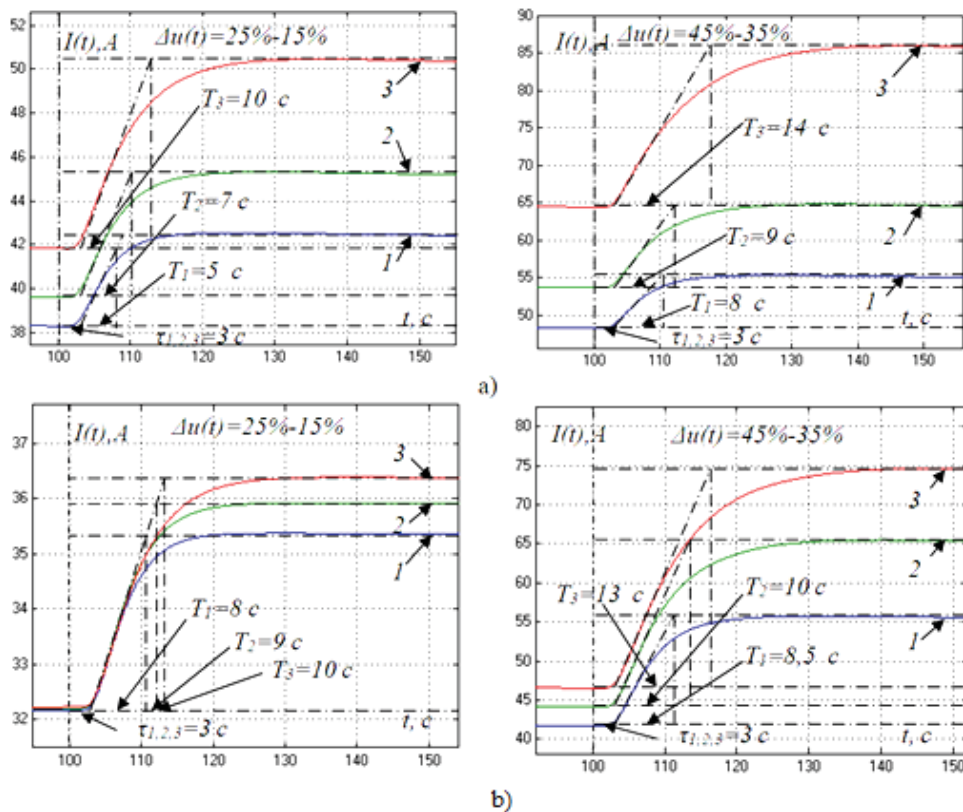 52
50
48
46
44
42
40
38
I(t),A
Δu(t)=25%-15%
3
T3=10 c
2
T2=7 c
1
T1=5 c
t, c
τ1,2,3=3 c
100
110
120
130
140
150
90
85
80
75
70
65
60
55
50
I(t),A
Δu(t)=45%-35%
3
T3=14 c
2
T2=9 c
1
T1=8 c
t, c
τ1,2,3=3 c
100
110
120
130
140
150
a)
37
36
35
34
33
32
I(t),A
Δu(t)=25%-15%
3
2
1
T1=8 c
T2=9 c
T3=10 c
t, c
τ1,2,3=3 c
100
110
120
130
140
150
80
75
70
65
60
55
50
45
40
I(t),A
Δu(t)=45%-35%
3
2
T3=13 c
T2=10 c
1
T1=8,5 c
t, c
τ1,2,3=3 c
100
110
120
130
140
150
b)